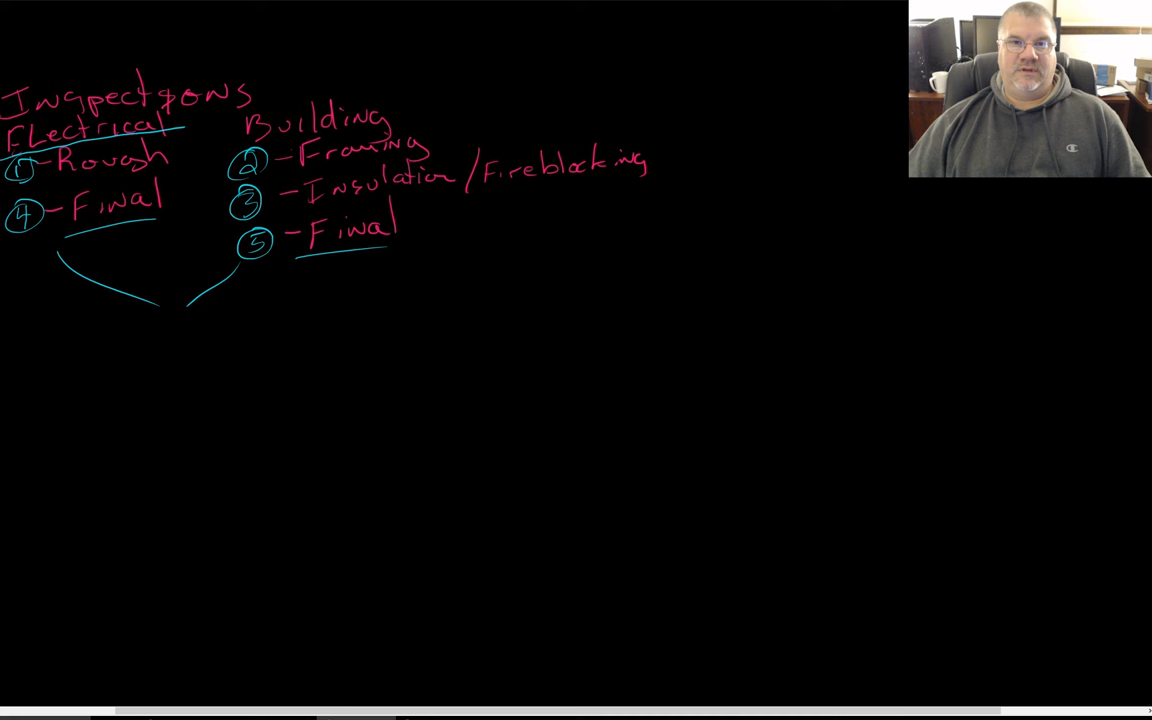 Inspections
Electrical
① - Rough
④ - Final
Building
② - Framing
③ - Insulation / Fireblocking
⑤ - Final